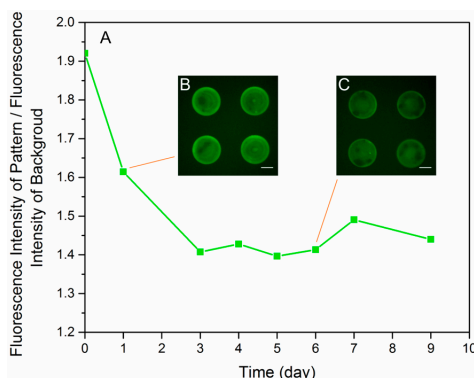 Fluorescence Intensity of Pattern / Fluorescence
Intensity of Backgroud
2.0
1.9
1.8
1.7
1.6
1.5
1.4
1.3
1.2
A
B
C
0 1 2 3 4 5 6 7 8 9 10
Time (day)